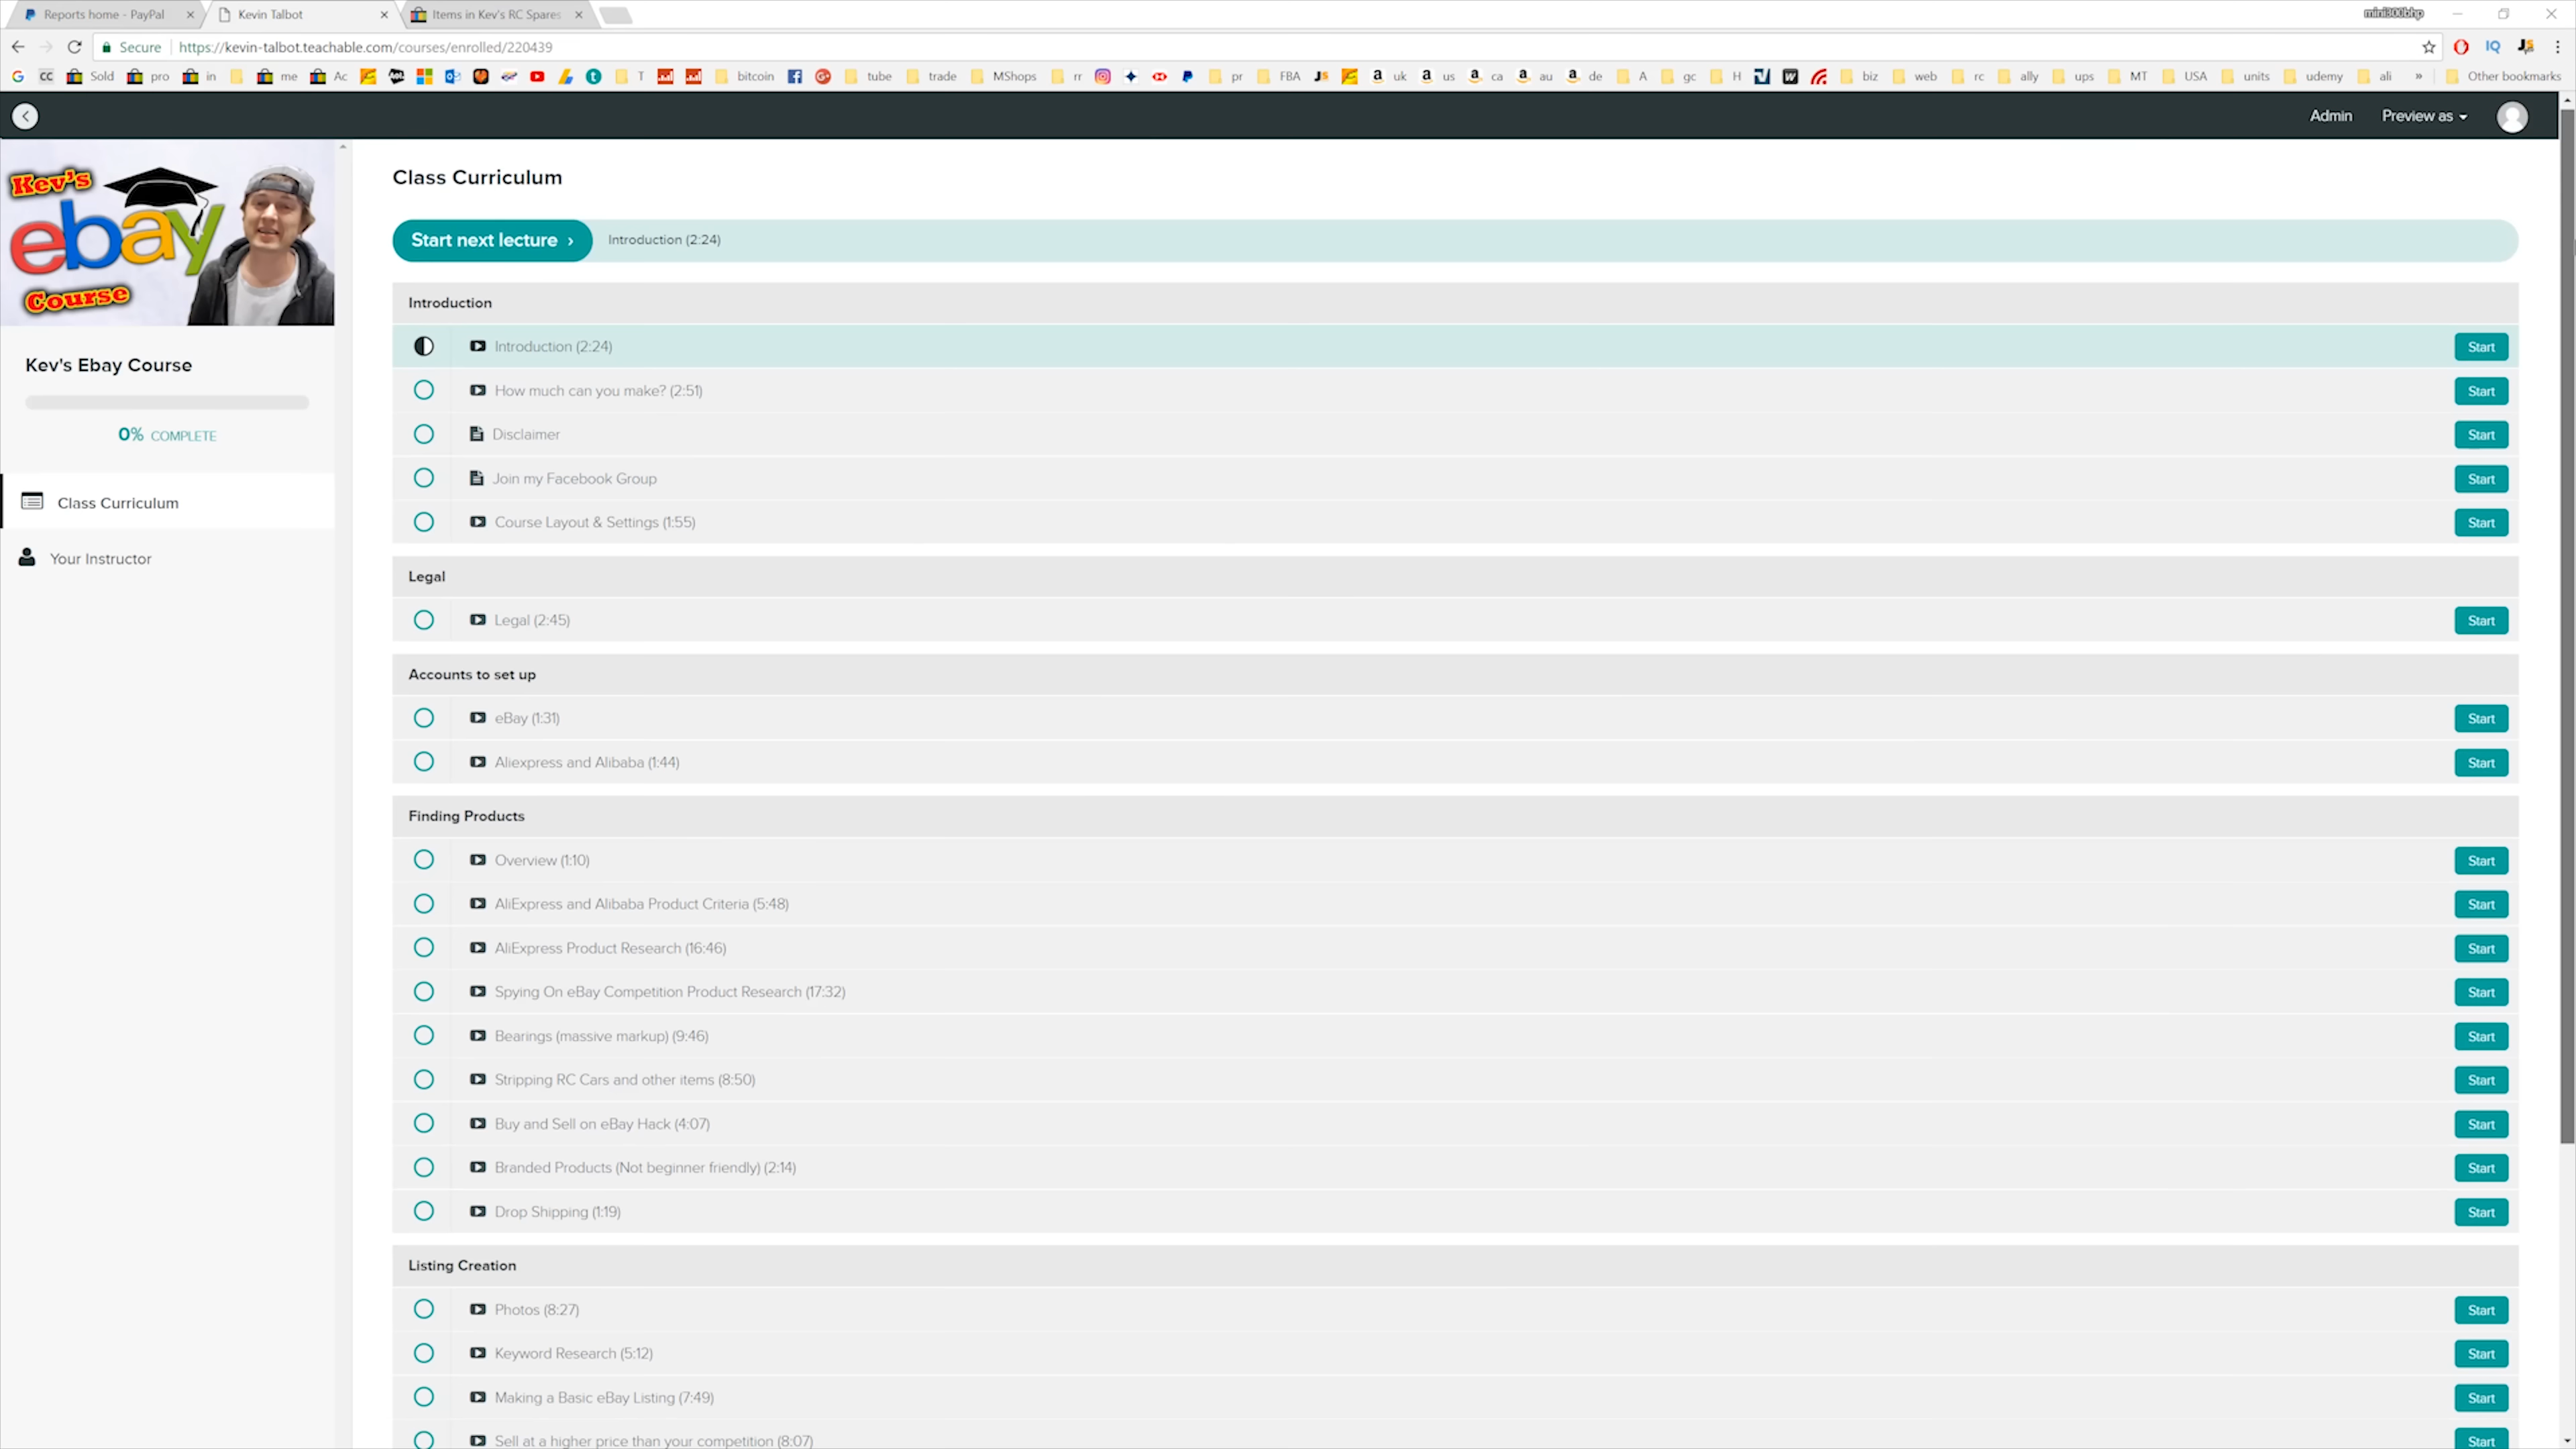 Reports home - PayPal
Kevin Talbot
Items in Kev's RC Spares
mini300bhp
Secure
https://kevin-talbot.teachable.com/courses/enrolled/220439
CC Sold pro in me Ac T bitcoin tube trade MShops rr pr FBA uk us ca au de A gc H biz web rc ally ups MT USA units udemy ali » Other bookmarks
Admin Preview as
Kev's
ebay
Course
Kev's Ebay Course
0% COMPLETE
Class Curriculum
Your Instructor
Class Curriculum
Start next lecture › Introduction (2:24)
Introduction
Introduction (2:24) Start
How much can you make? (2:51) Start
Disclaimer Start
Join my Facebook Group Start
Course Layout & Settings (1:55) Start
Legal
Legal (2:45) Start
Accounts to set up
eBay (1:31) Start
Aliexpress and Alibaba (1:44) Start
Finding Products
Overview (1:10) Start
AliExpress and Alibaba Product Criteria (5:48) Start
AliExpress Product Research (16:46) Start
Spying On eBay Competition Product Research (17:32) Start
Bearings (massive markup) (9:46) Start
Stripping RC Cars and other items (8:50) Start
Buy and Sell on eBay Hack (4:07) Start
Branded Products (Not beginner friendly) (2:14) Start
Drop Shipping (1:19) Start
Listing Creation
Photos (8:27) Start
Keyword Research (5:12) Start
Making a Basic eBay Listing (7:49) Start
Sell at a higher price than your competition (8:07) Start